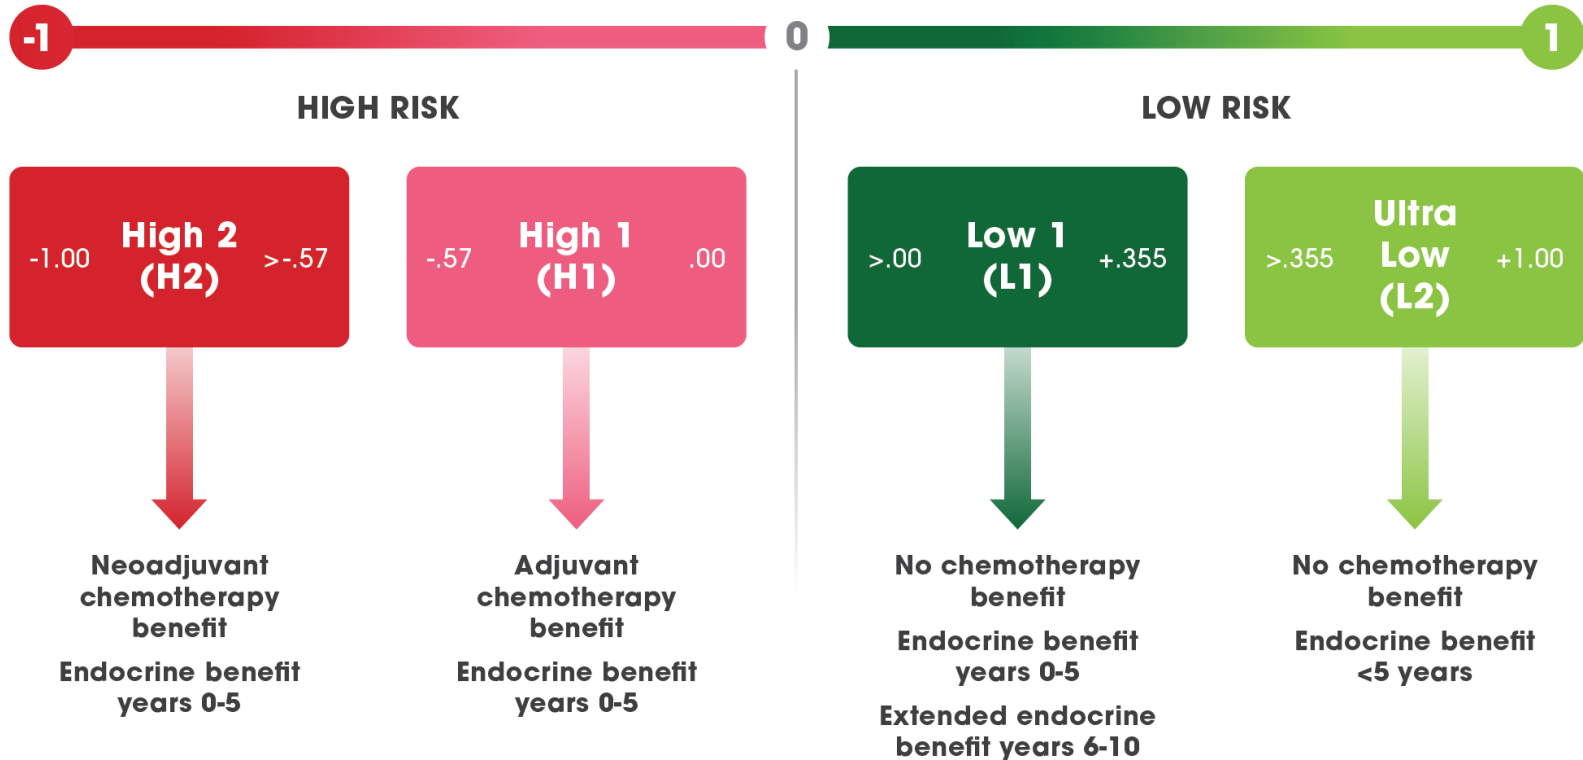 -1
0
1
HIGH RISK
LOW RISK
-1.00
High 2
(H2)
>-.57
-.57
High 1
(H1)
.00
>.00
Low 1
(L1)
+.355
>.355
Ultra
Low
(L2)
+1.00
Neoadjuvant
chemotherapy
benefit
Endocrine benefit
years 0-5
Adjuvant
chemotherapy
benefit
Endocrine benefit
years 0-5
No chemotherapy
benefit
Endocrine benefit
years 0-5
Extended endocrine
benefit years 6-10
No chemotherapy
benefit
Endocrine benefit
<5 years